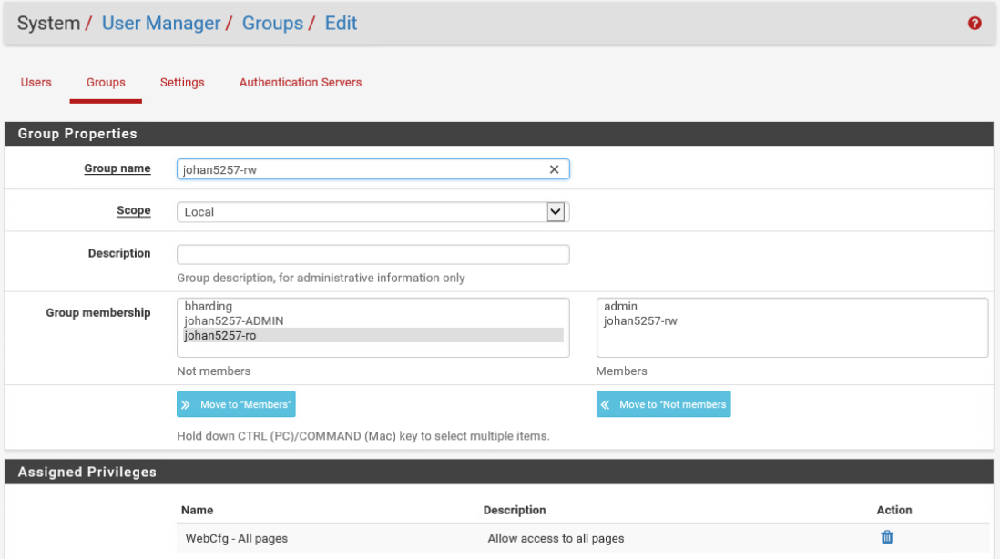 System / User Manager / Groups / Edit
Users Groups Settings Authentication Servers
Group Properties
Group name johan5257-rw
Scope Local
Description
Group description, for administrative information only
Group membership
bharding
johan5257-ADMIN
johan5257-ro
Not members
admin
johan5257-rw
Members
Move to "Members" Move to "Not members
Hold down CTRL (PC)/COMMAND (Mac) key to select multiple items.
Assigned Privileges
Name Description Action
WebCfg - All pages Allow access to all pages